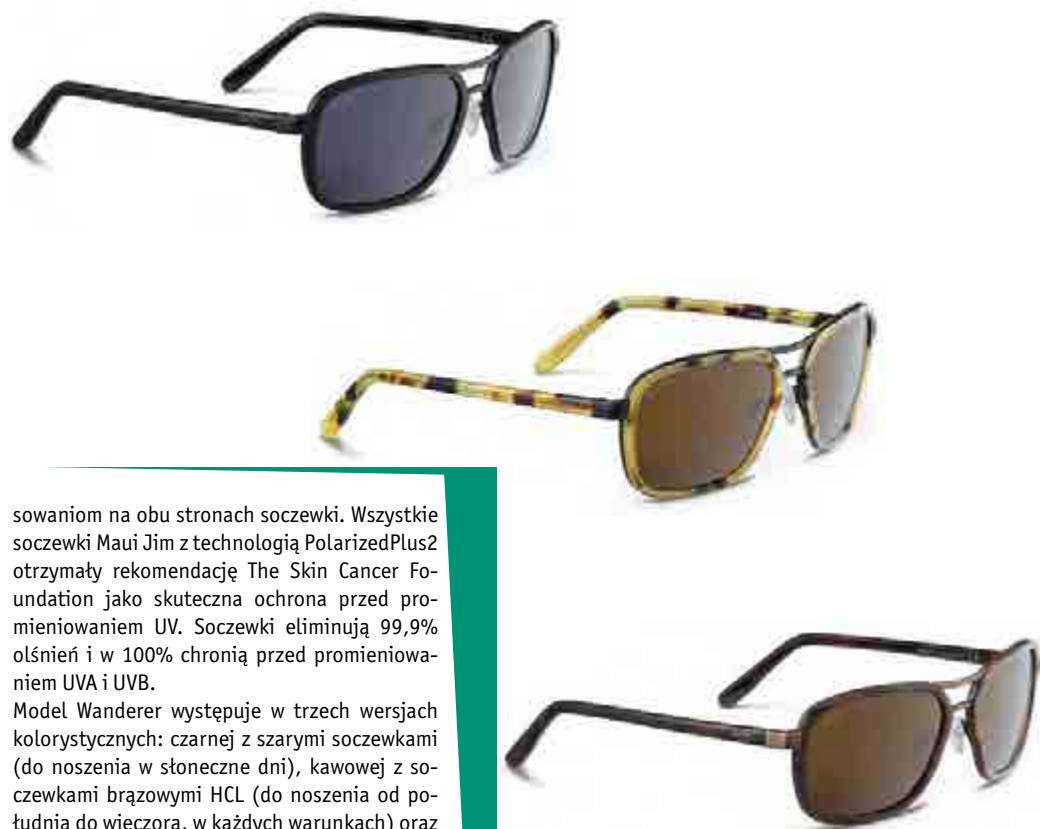 sowaniom na obu stronach soczewki. Wszystkie
soczewki Maui Jim z technologią PolarizedPlus2
otrzymały rekomendację The Skin Cancer Fo-
undation jako skuteczna ochrona przed pro-
mieniowaniem UV. Soczewki eliminują 99,9%
olśnień i w 100% chronią przed promieniowa-
niem UVA i UVB.
Model Wanderer występuje w trzech wersjach
kolorystycznych: czarnej z szarymi soczewkami
(do noszenia w słoneczne dni), kawowej z so-
czewkami brązowymi HCL (do noszenia od po-
łudnia do wieczora, w każdych warunkach) oraz